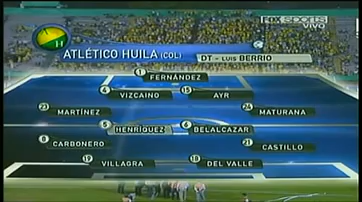 FOX SPORTS
VIVO
H
ATLÉTICO HUILA (COL)
DT - LUIS BERRIO
1
FERNÁNDEZ
4 15
VIZCAINO AYR
23 24
MARTÍNEZ MATURANA
5 6
HENRÍQUEZ BELALCAZAR
8 21
CARBONERO CASTILLO
19 18
VILLAGRA DEL VALLE